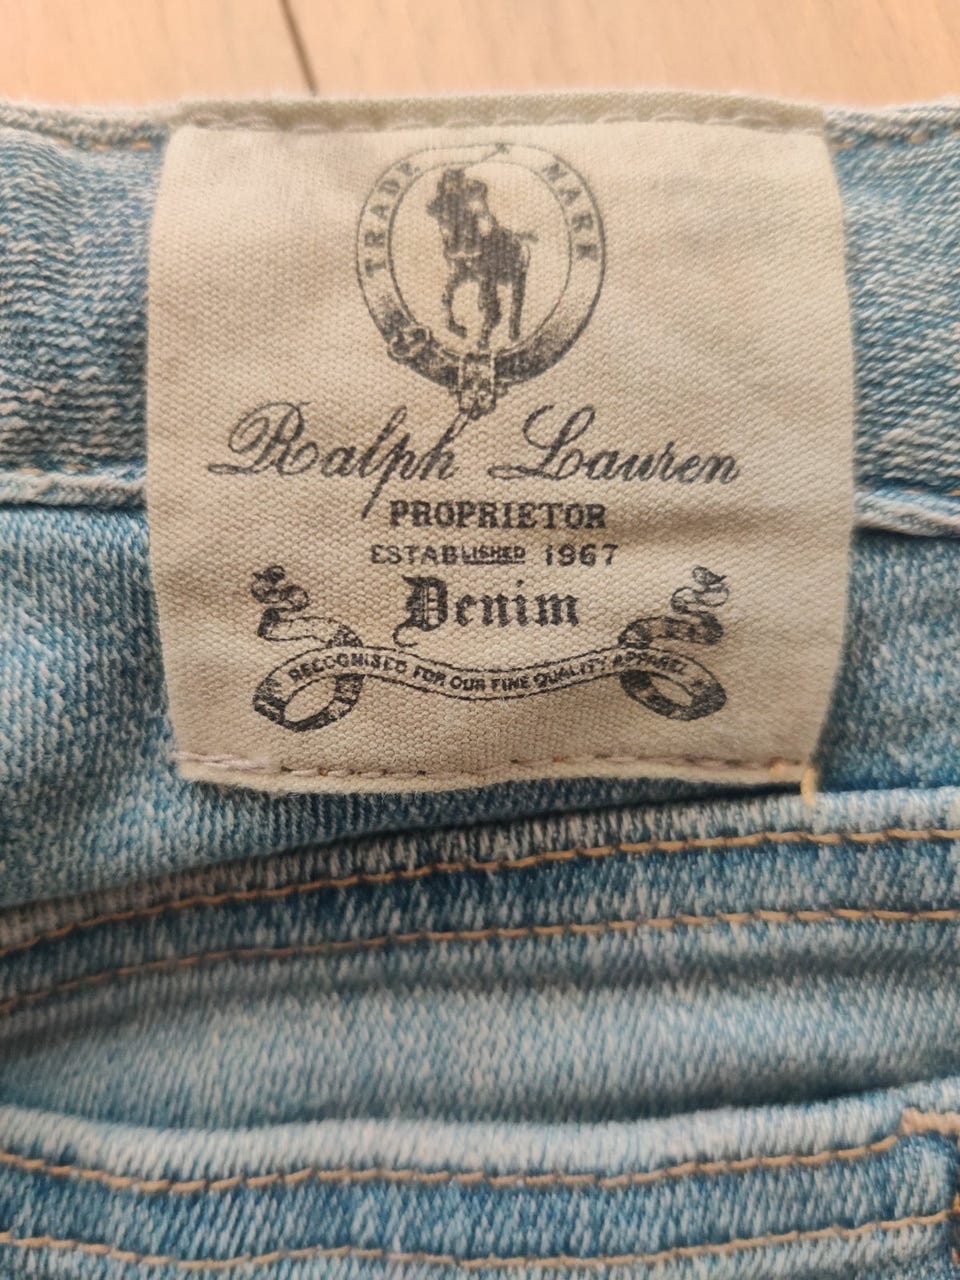 TRADE MARK
Ralph Lauren
PROPRIETOR
ESTABLISHED 1967
Denim
RECOGNISED FOR OUR FINE QUALITY APPAREL